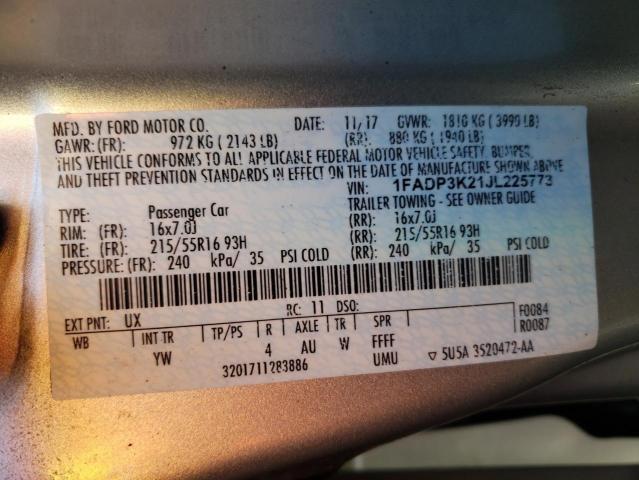 MFD. BY FORD MOTOR CO. DATE: 11/17 GVWR: 1810 KG ( 3990 LB)
GAWR: (FR): 972 KG ( 2143 LB) (RR): 880 KG ( 1940 LB)
THIS VEHICLE CONFORMS TO ALL APPLICABLE FEDERAL MOTOR VEHICLE SAFETY, BUMPER,
AND THEFT PREVENTION STANDARDS IN EFFECT ON THE DATE OF MANUFACTURE SHOWN ABOVE
VIN: 1FADP3K21JL225773
TYPE: Passenger Car TRAILER TOWING - SEE OWNER GUIDE
RIM: (FR): 16x7.0J (RR): 16x7.0J
TIRE: (FR): 215/55R16 93H (RR): 215/55R16 93H
PRESSURE: (FR): 240 kPa/ 35 PSI COLD (RR): 240 kPa/ 35 PSI COLD
EXT PNT: UX RC: 11 DSO: F0084
WB INT TR TP/PS R AXLE TR SPR R0087
YW 4 AU W FFFF
3201711283886 UMU ▽ 5U5A 3520472-AA